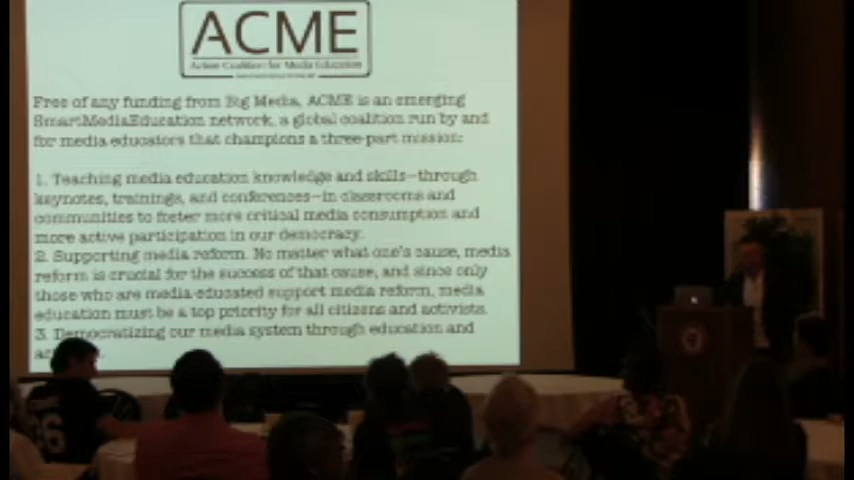 ACME
Action Coalition for Media Education
Free of any funding from Big Media, ACME is an emerging
SmartMediaEducation network, a global coalition run by and
for media educators that champions a three-part mission:
1. Teaching media education knowledge and skills—through
keynotes, trainings, and conferences—in classrooms and
communities to foster more critical media consumption and
more active participation in our democracy.
2. Supporting media reform. No matter what one's cause, media
reform is crucial for the success of that cause, and since only
those who are media-educated support media reform, media
education must be a top priority for all citizens and activists.
3. Democratizing our media system through education and